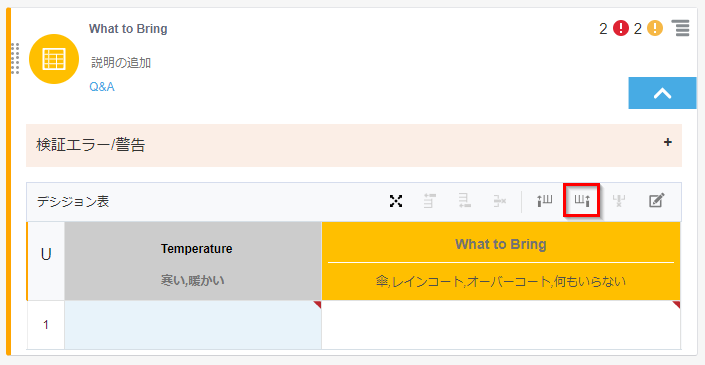 What to Bring
2 2
説明の追加
Q&A
検証エラー/警告 +
デシジョン表
U Temperature What to Bring
寒い,暖かい 傘,レインコート,オーバーコート,何もいらない
1